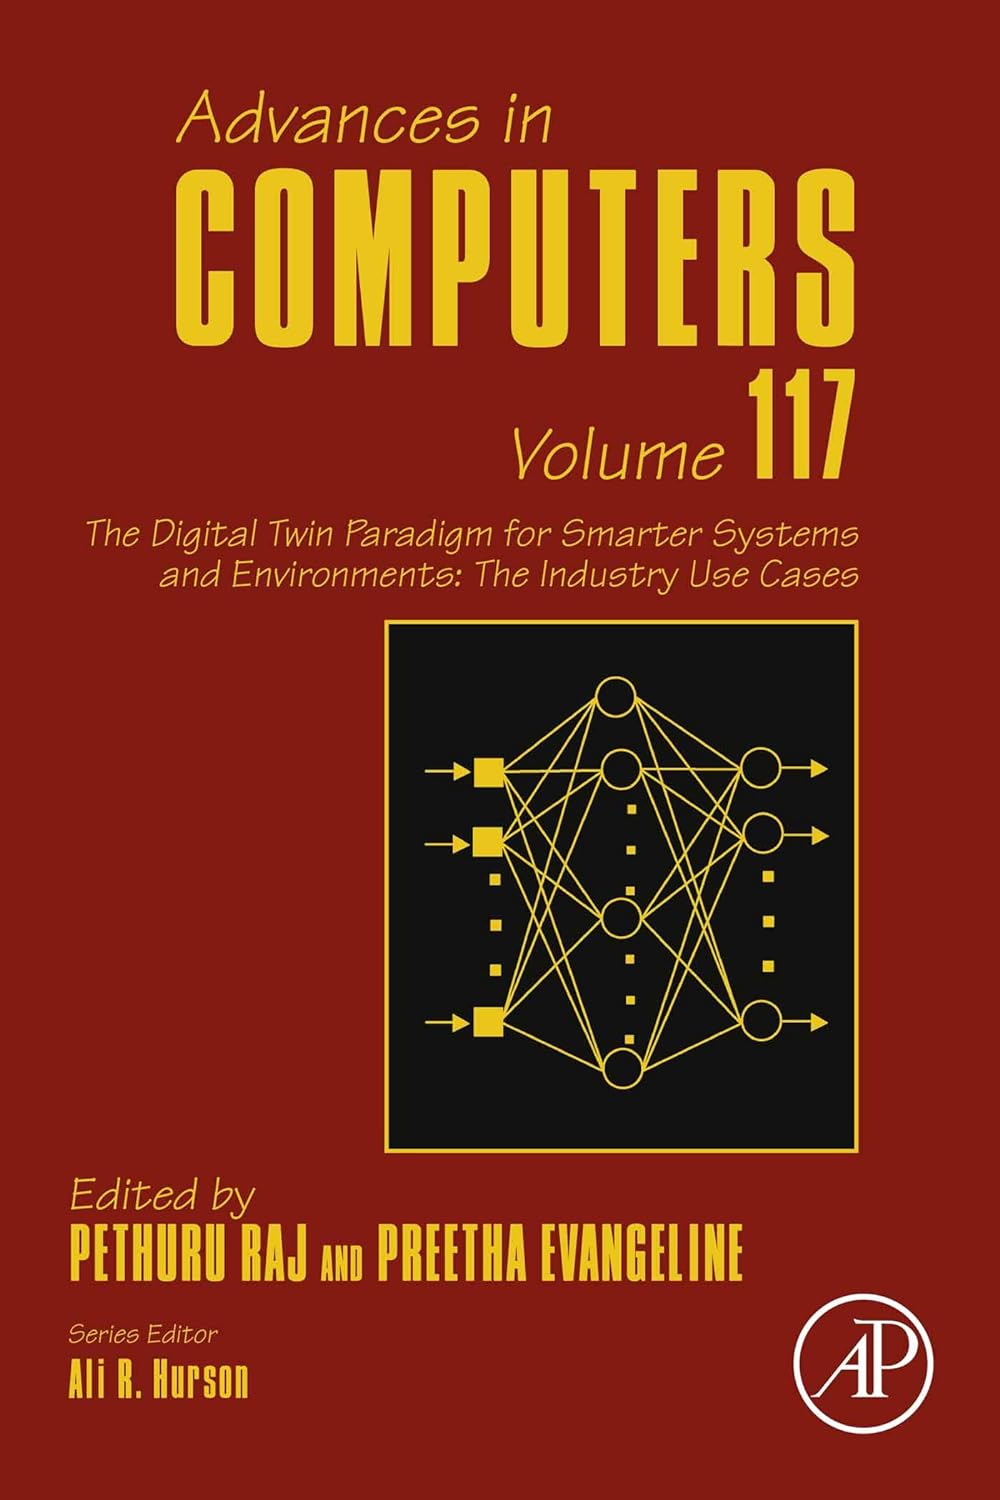 Advances in
COMPUTERS
Volume 117
The Digital Twin Paradigm for Smarter Systems
and Environments: The Industry Use Cases
Edited by
PETHURU RAJ AND PREETHA EVANGELINE
Series Editor
Ali R. Hurson
AP